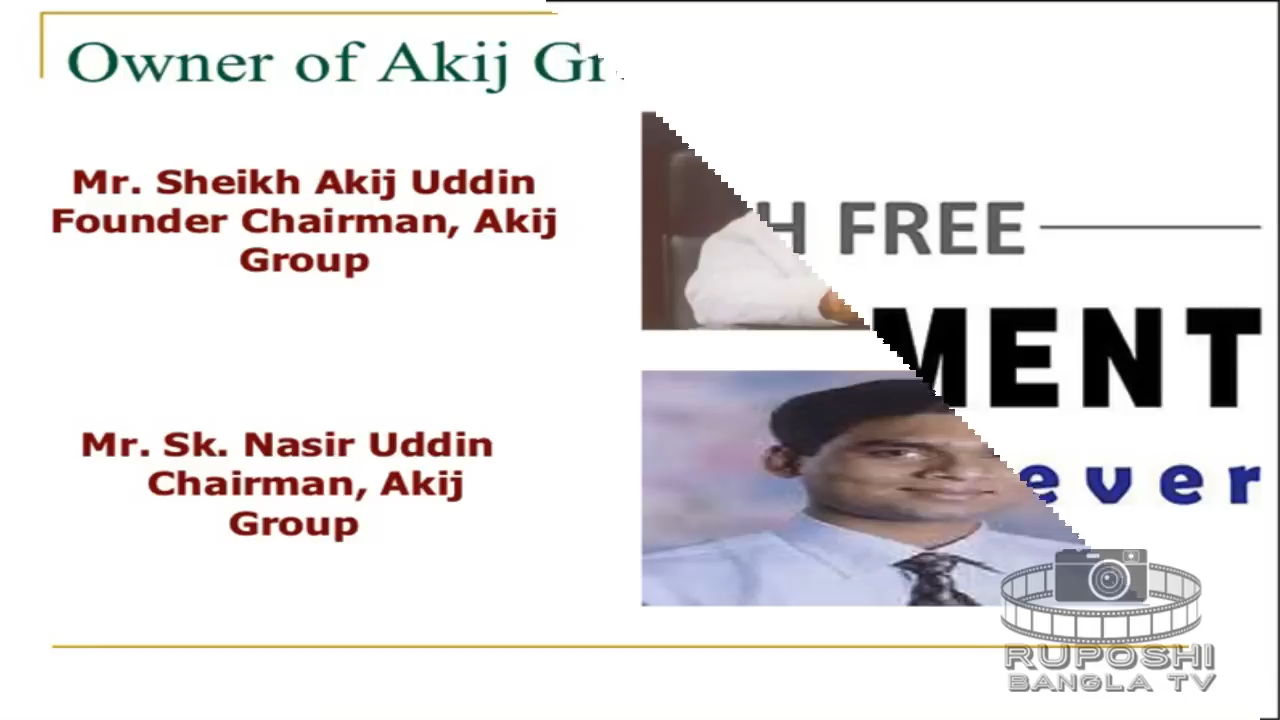 Owner of Akij Gr
Mr. Sheikh Akij Uddin
Founder Chairman, Akij
Group
H FREE
MENT
ever
Mr. Sk. Nasir Uddin
Chairman, Akij
Group
RUPOSHI
BANGLA TV